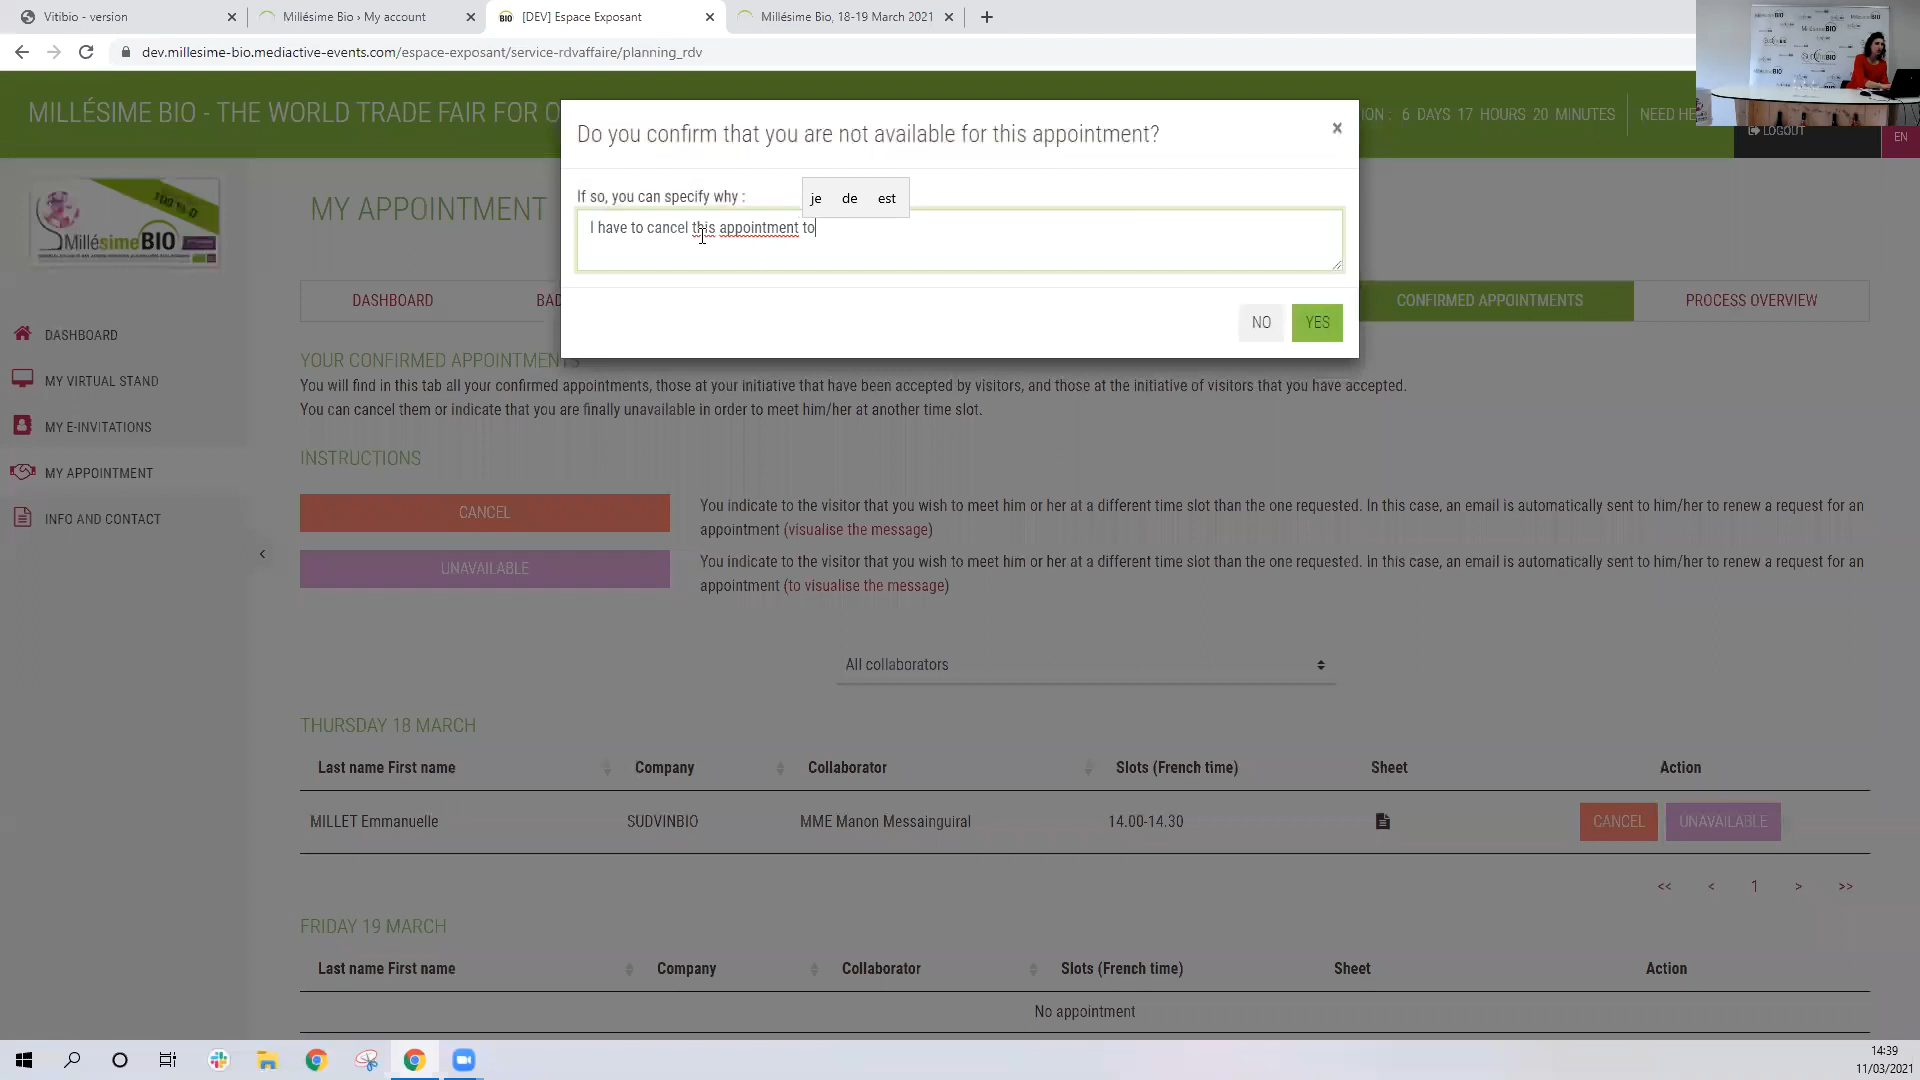 Vitibio - version
Millésime Bio › My account
[DEV] Espace Exposant
Millésime Bio, 18-19 March 2021
dev.millesime-bio.mediactive-events.com/espace-exposant/service-rdvaffaire/planning_rdv
MILLÉSIME BIO - THE WORLD TRADE FAIR FOR O
ION : 6 DAYS 17 HOURS 20 MINUTES
NEED HE
LOGOUT
EN
Do you confirm that you are not available for this appointment?
×
If so, you can specify why :
je de est
I have to cancel this appointment to
NO
YES
100% D
MillésimeBIO
MY APPOINTMENT
DASHBOARD
BAD
CONFIRMED APPOINTMENTS
PROCESS OVERVIEW
DASHBOARD
MY VIRTUAL STAND
MY E-INVITATIONS
MY APPOINTMENT
INFO AND CONTACT
YOUR CONFIRMED APPOINTMENTS
You will find in this tab all your confirmed appointments, those at your initiative that have been accepted by visitors, and those at the initiative of visitors that you have accepted.
You can cancel them or indicate that you are finally unavailable in order to meet him/her at another time slot.
INSTRUCTIONS
CANCEL
You indicate to the visitor that you wish to meet him or her at a different time slot than the one requested. In this case, an email is automatically sent to him/her to renew a request for an
appointment (visualise the message)
UNAVAILABLE
You indicate to the visitor that you wish to meet him or her at a different time slot than the one requested. In this case, an email is automatically sent to him/her to renew a request for an
appointment (to visualise the message)
All collaborators
THURSDAY 18 MARCH
Last name First name Company Collaborator Slots (French time) Sheet Action
MILLET Emmanuelle SUDVINBIO MME Manon Messainguiral 14.00-14.30 CANCEL UNAVAILABLE
<< < 1 > >>
FRIDAY 19 MARCH
Last name First name Company Collaborator Slots (French time) Sheet Action
No appointment
14:39
11/03/2021